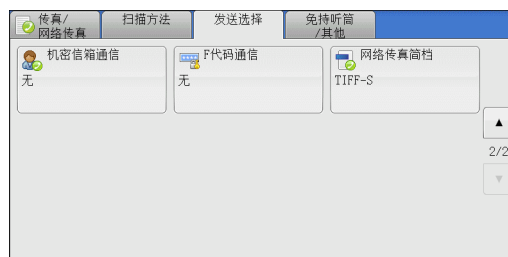 传真/
网络传真
扫描方法
发送选择
免持听筒
/其他
机密信箱通信
无
F代码通信
无
网络传真简档
TIFF-S
2/2